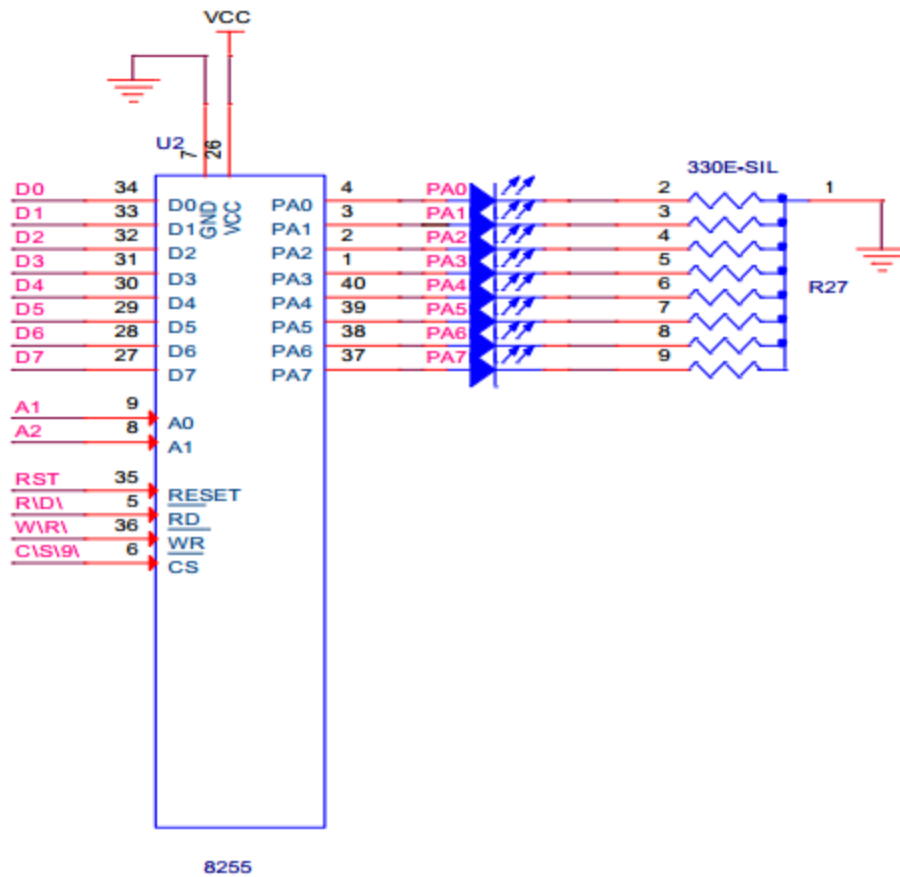 VCC
U2
7
26
330E-SIL
D0 34 D0 GND VCC PA0 4 PA0 2 1
D1 33 D1 PA1 3 PA1 3
D2 32 D2 PA2 2 PA2 4
D3 31 D3 PA3 1 PA3 5
D4 30 D4 PA4 40 PA4 6 R27
D5 29 D5 PA5 39 PA5 7
D6 28 D6 PA6 38 PA6 8
D7 27 D7 PA7 37 PA7 9
A1 9 A0
A2 8 A1
RST 35 RESET
R\D\ 5 RD
W\R\ 36 WR
C\S\9\ 6 CS
8255